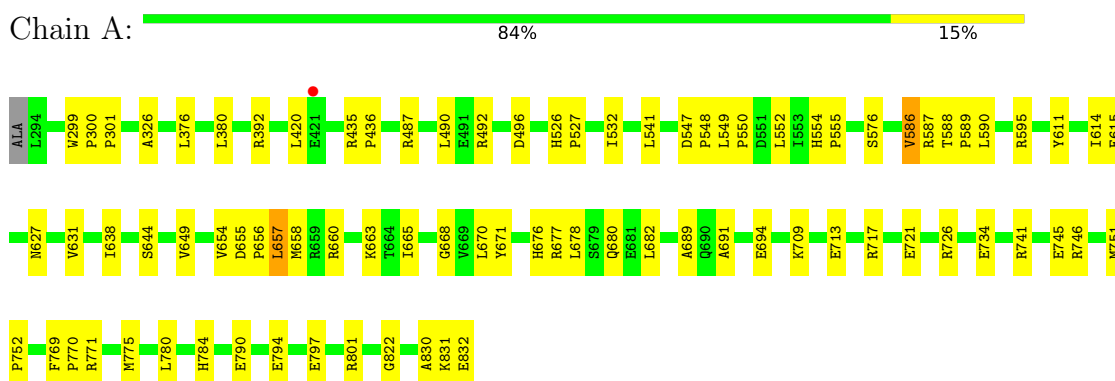 Chain A:
84% 15%
ALA L294 W299 P300 P301 A326 L376 L380 R392 L420 E421 R435 P436 R487 L490 E491 R492 D496 H526 P527 I532 L541 D547 P548 L549 P550 D551 L552 I553 H554 P555 S576 V586 R587 T588 P589 L590 R595 Y611 I614 E615
N627 V631 I638 S644 V649 V654 D655 P656 L657 M658 R659 R660 K663 T664 I665 G668 V669 L670 Y671 H676 R677 L678 S679 Q680 E681 L682 A689 Q690 A691 E694 K709 E713 R717 E721 R726 E734 R741 E745 R746 M751
P752 F769 P770 R771 M775 L780 H784 E790 E794 E797 R801 G822 A830 K831 E832